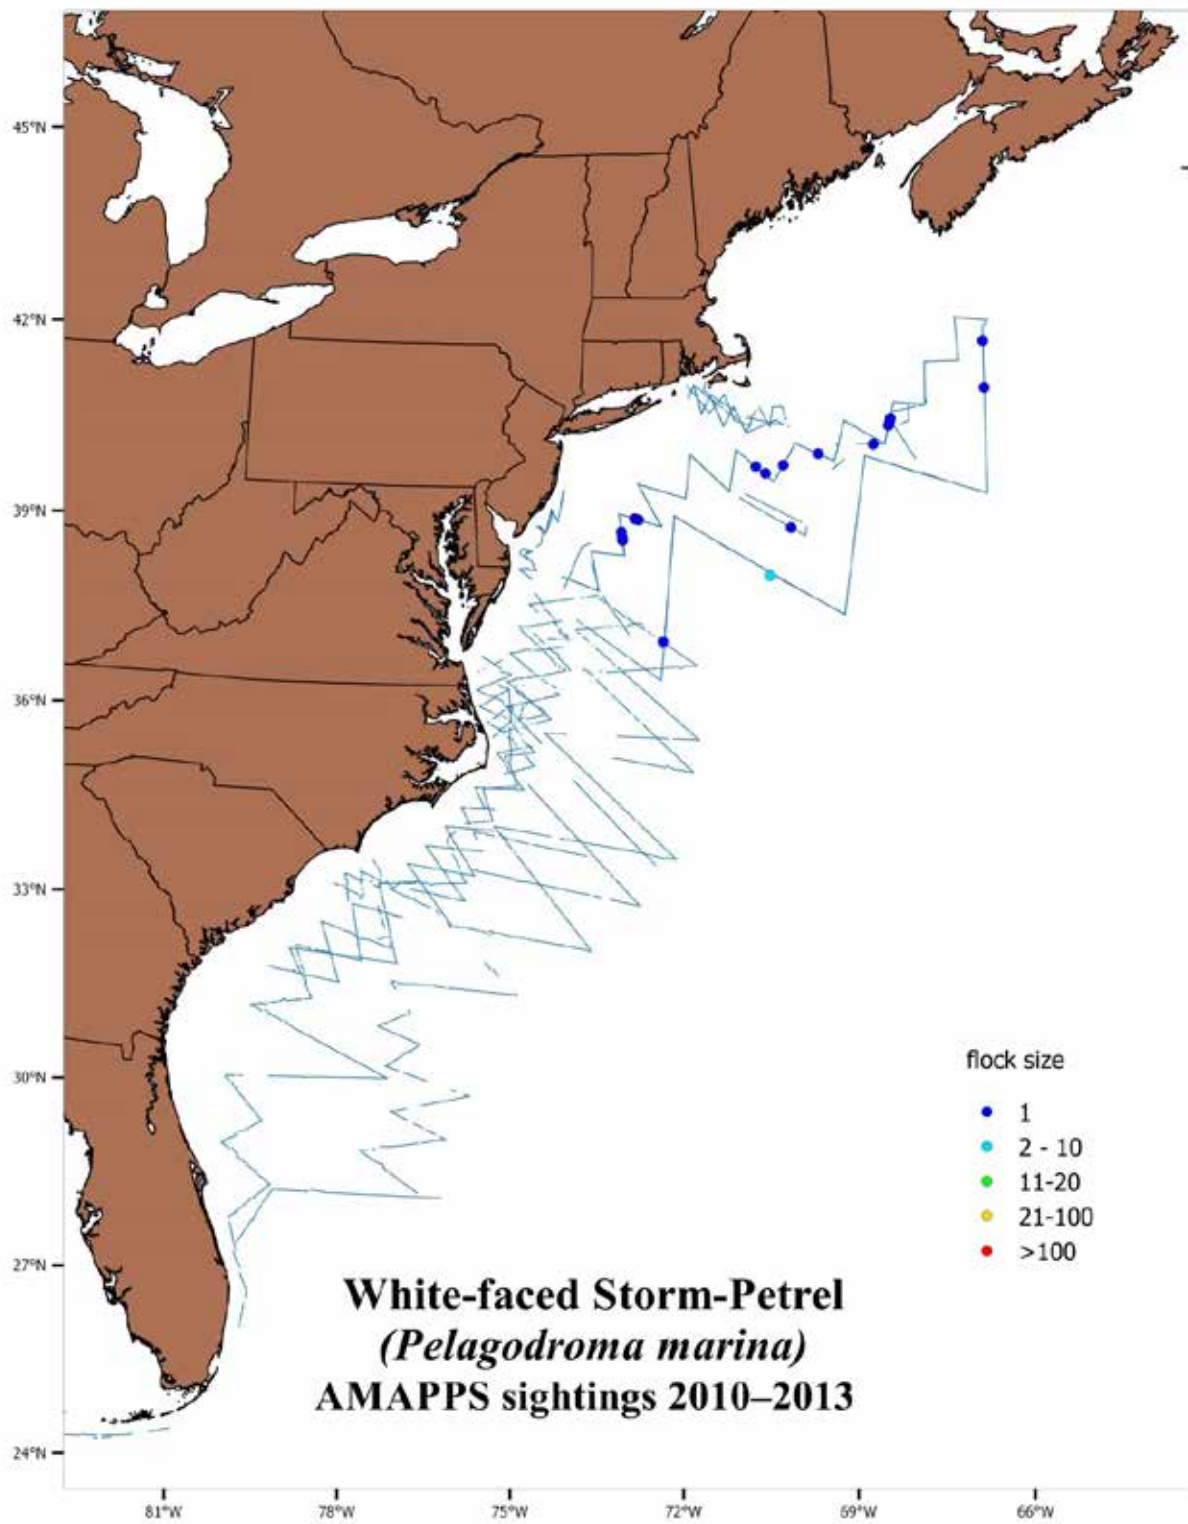 45°N
42°N
39°N
36°N
33°N
30°N
27°N
24°N
flock size
1
2 - 10
11-20
21-100
>100
White-faced Storm-Petrel
(Pelagodroma marina)
AMAPPS sightings 2010–2013
81°W
78°W
75°W
72°W
69°W
66°W